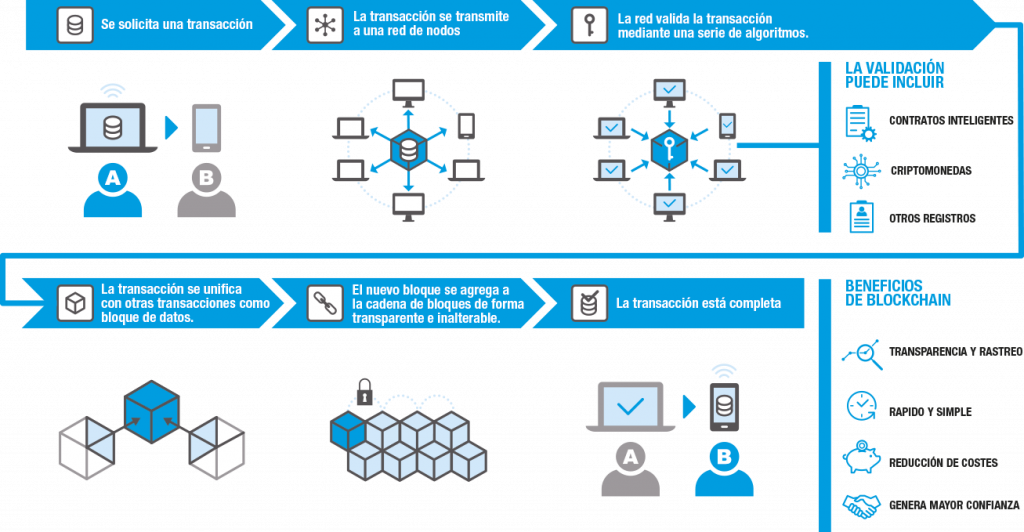 Se solicita una transacción
La transacción se transmite
a una red de nodos
La red valida la transacción
mediante una serie de algoritmos.
A
B
LA VALIDACIÓN
PUEDE INCLUIR
CONTRATOS INTELIGENTES
CRIPTOMONEDAS
OTROS REGISTROS
La transacción se unifica
con otras transacciones como
bloque de datos.
El nuevo bloque se agrega a
la cadena de bloques de forma
transparente e inalterable.
La transacción está completa
A
B
BENEFICIOS
DE BLOCKCHAIN
TRANSPARENCIA Y RASTREO
RAPIDO Y SIMPLE
REDUCCIÓN DE COSTES
GENERA MAYOR CONFIANZA